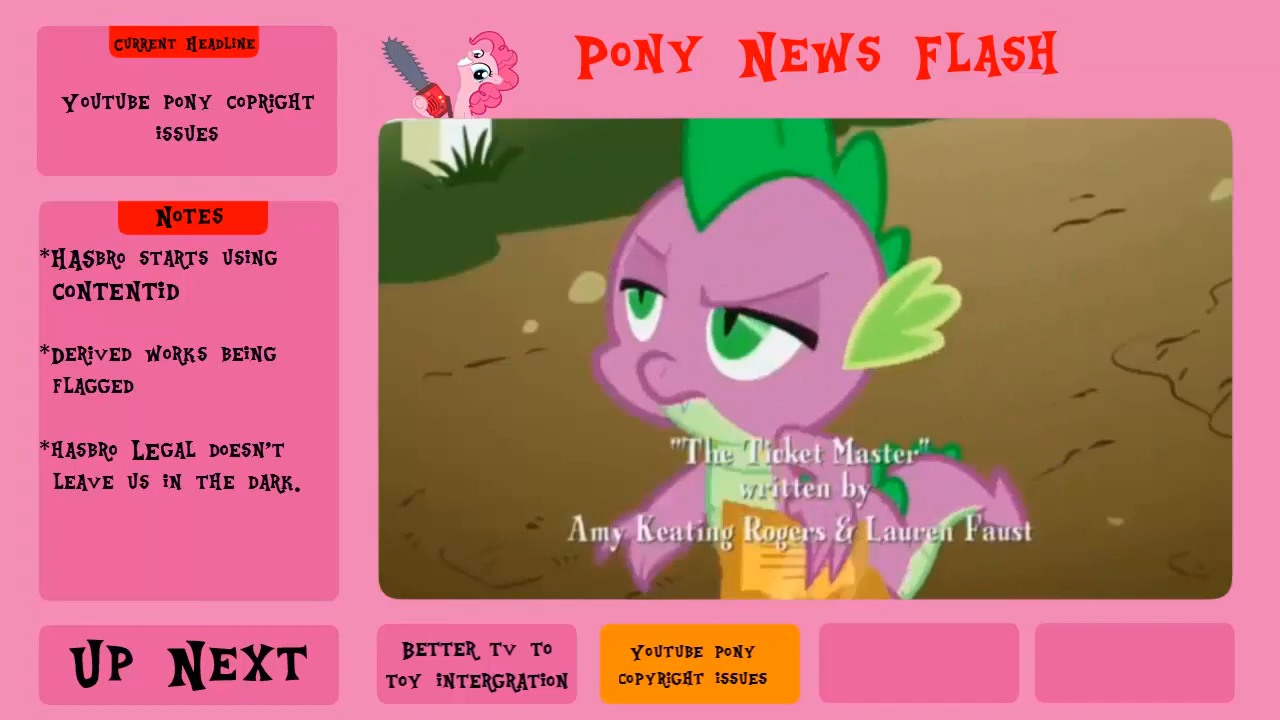 Current Headline
Youtube pony copright
issues
Notes
*Hasbro starts using
contentid
*Derived works being
flagged
*Hasbro Legal doesn't
leave us in the dark.
Pony News Flash
"The Ticket Master"
written by
Amy Keating Rogers & Lauren Faust
Up Next
Better tv to
toy intergration
Youtube pony
copyright issues